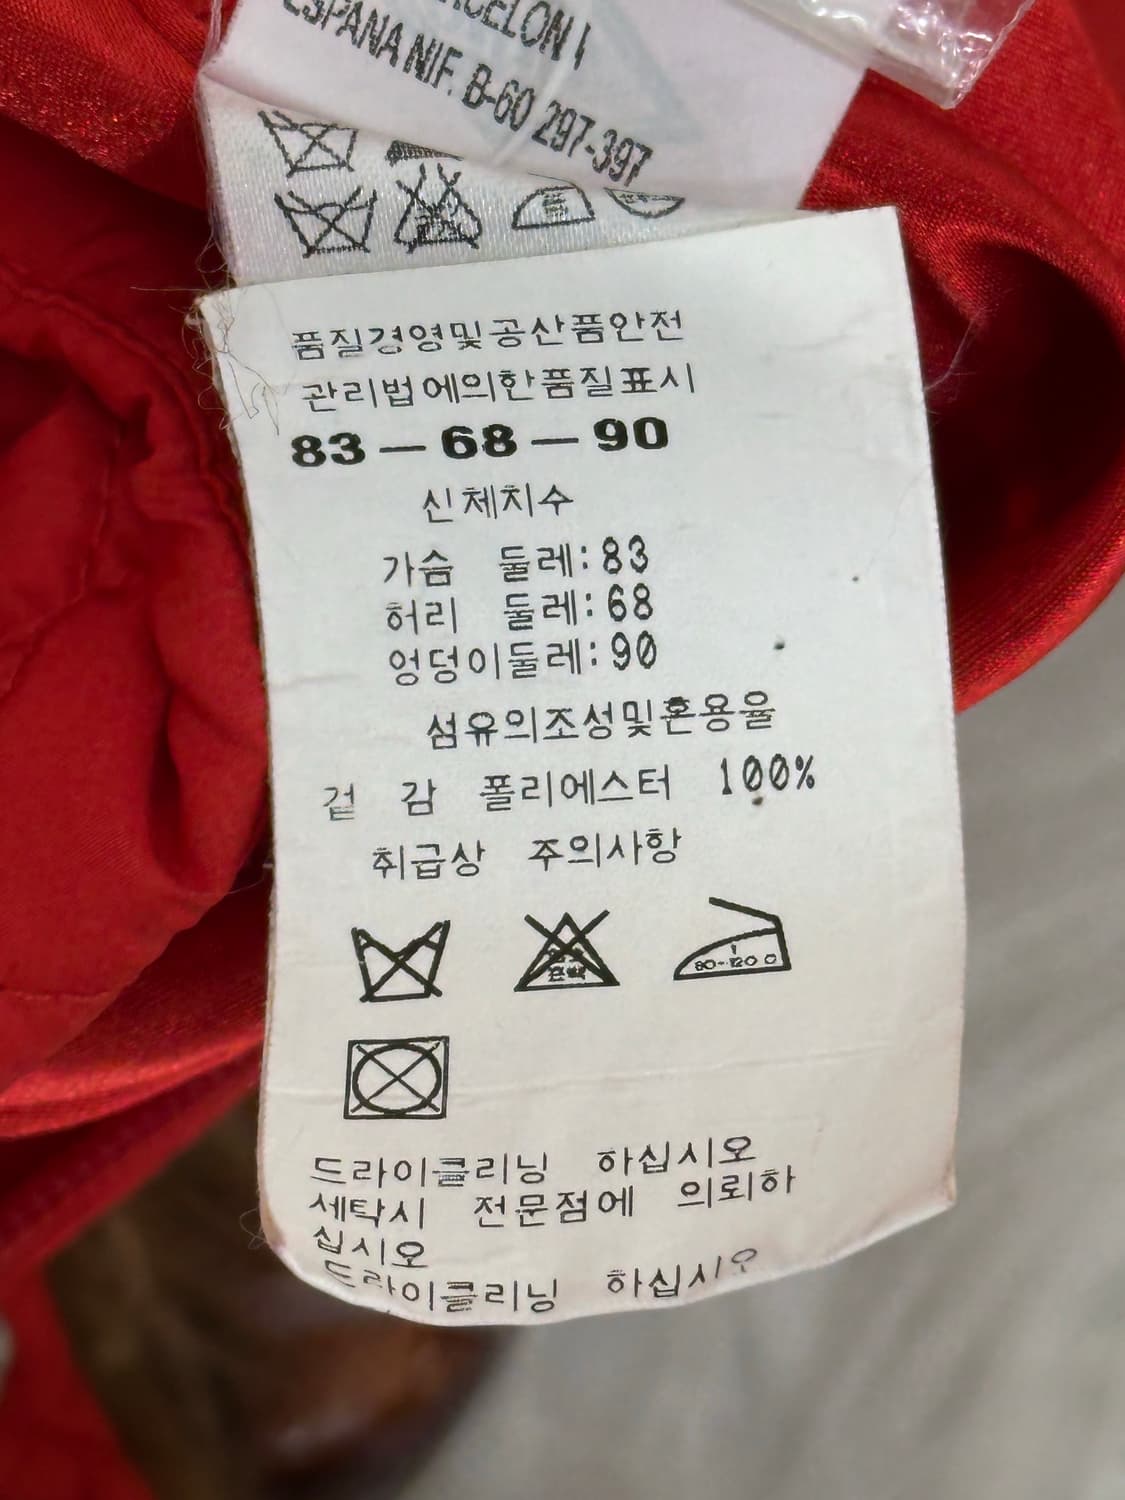 ESPANA NIF. B-60 297-397
품질경영및공산품안전
관리법에의한품질표시
83-68-90
신체치수
가슴 둘레:83
허리 둘레:68
엉덩이둘레:90
섬유의조성및혼용율
겉 감 폴리에스터 100%
취급상 주의사항
드라이클리닝 하십시오
세탁시 전문점에 의뢰하
십시오
드라이클리닝 하십시오